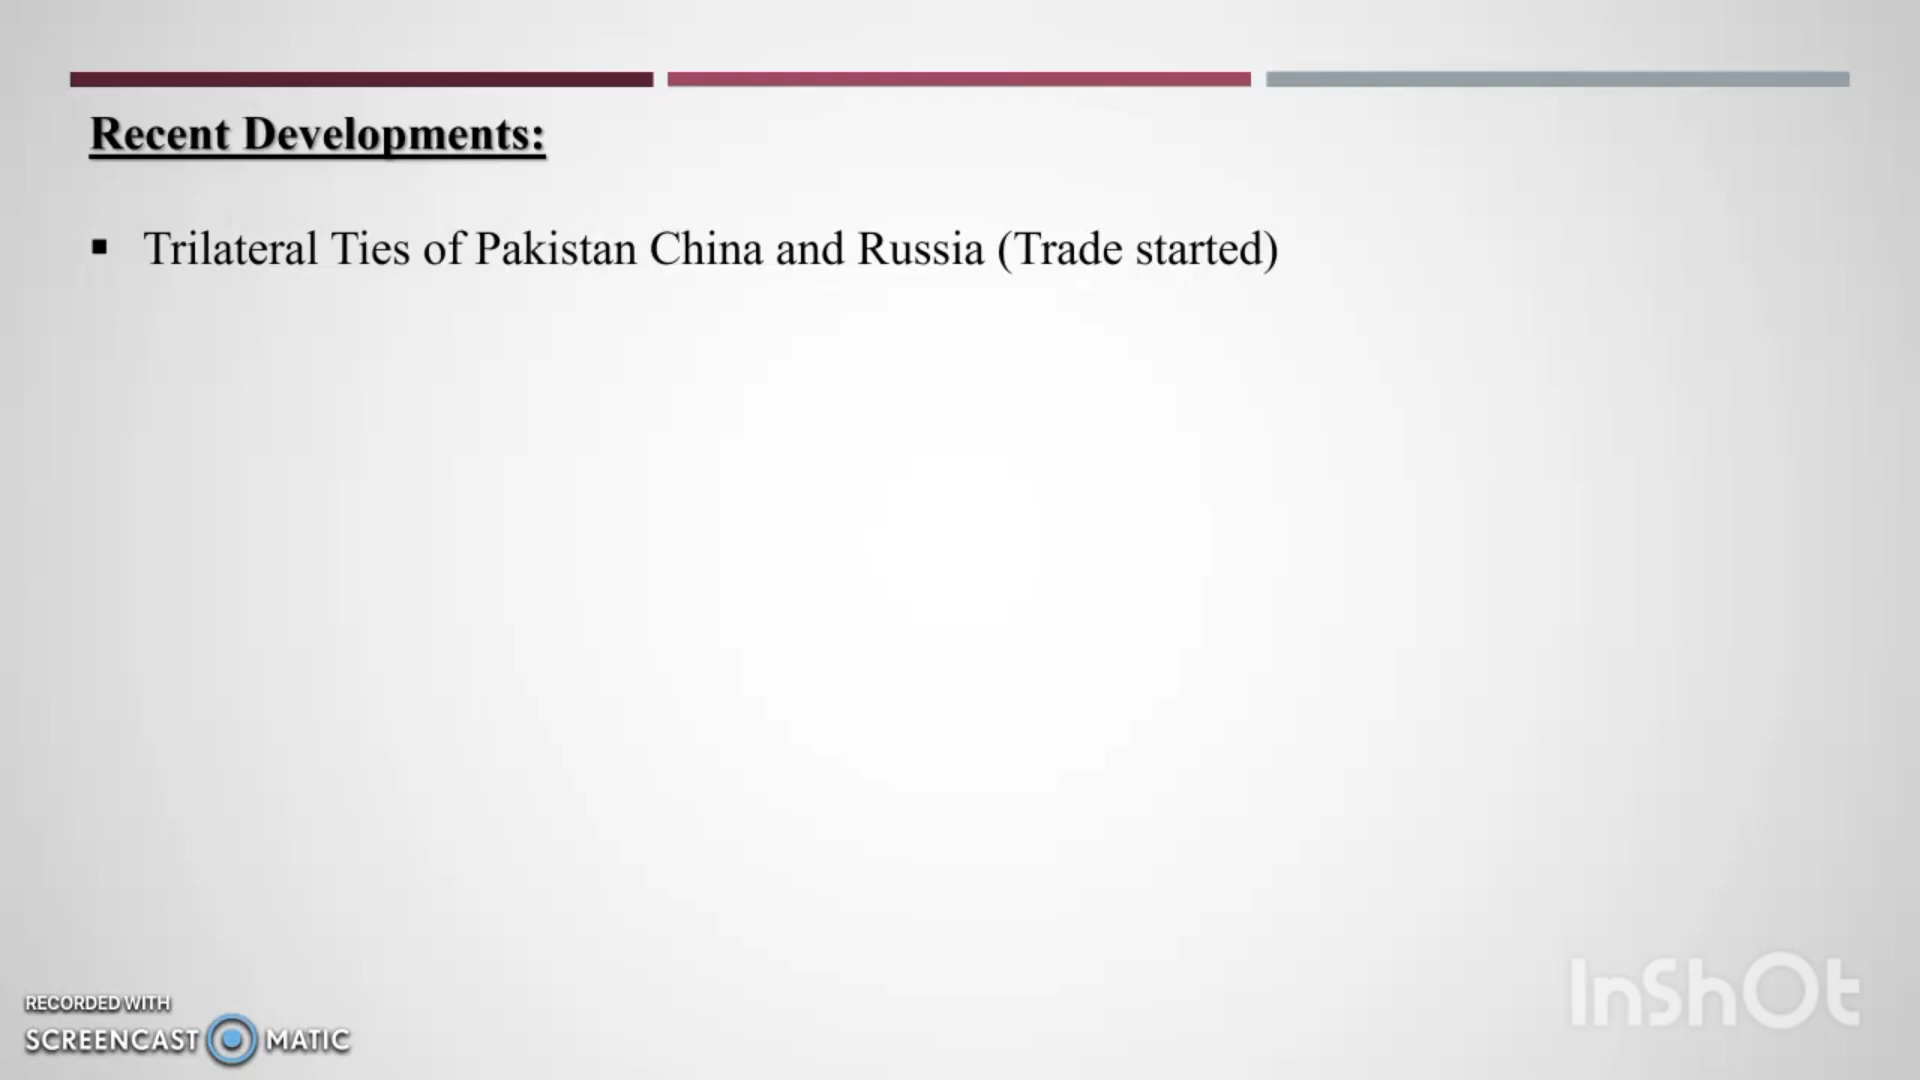 Recent Developments:
▪ Trilateral Ties of Pakistan China and Russia (Trade started)
InShOt
RECORDED WITH
SCREENCAST MATIC